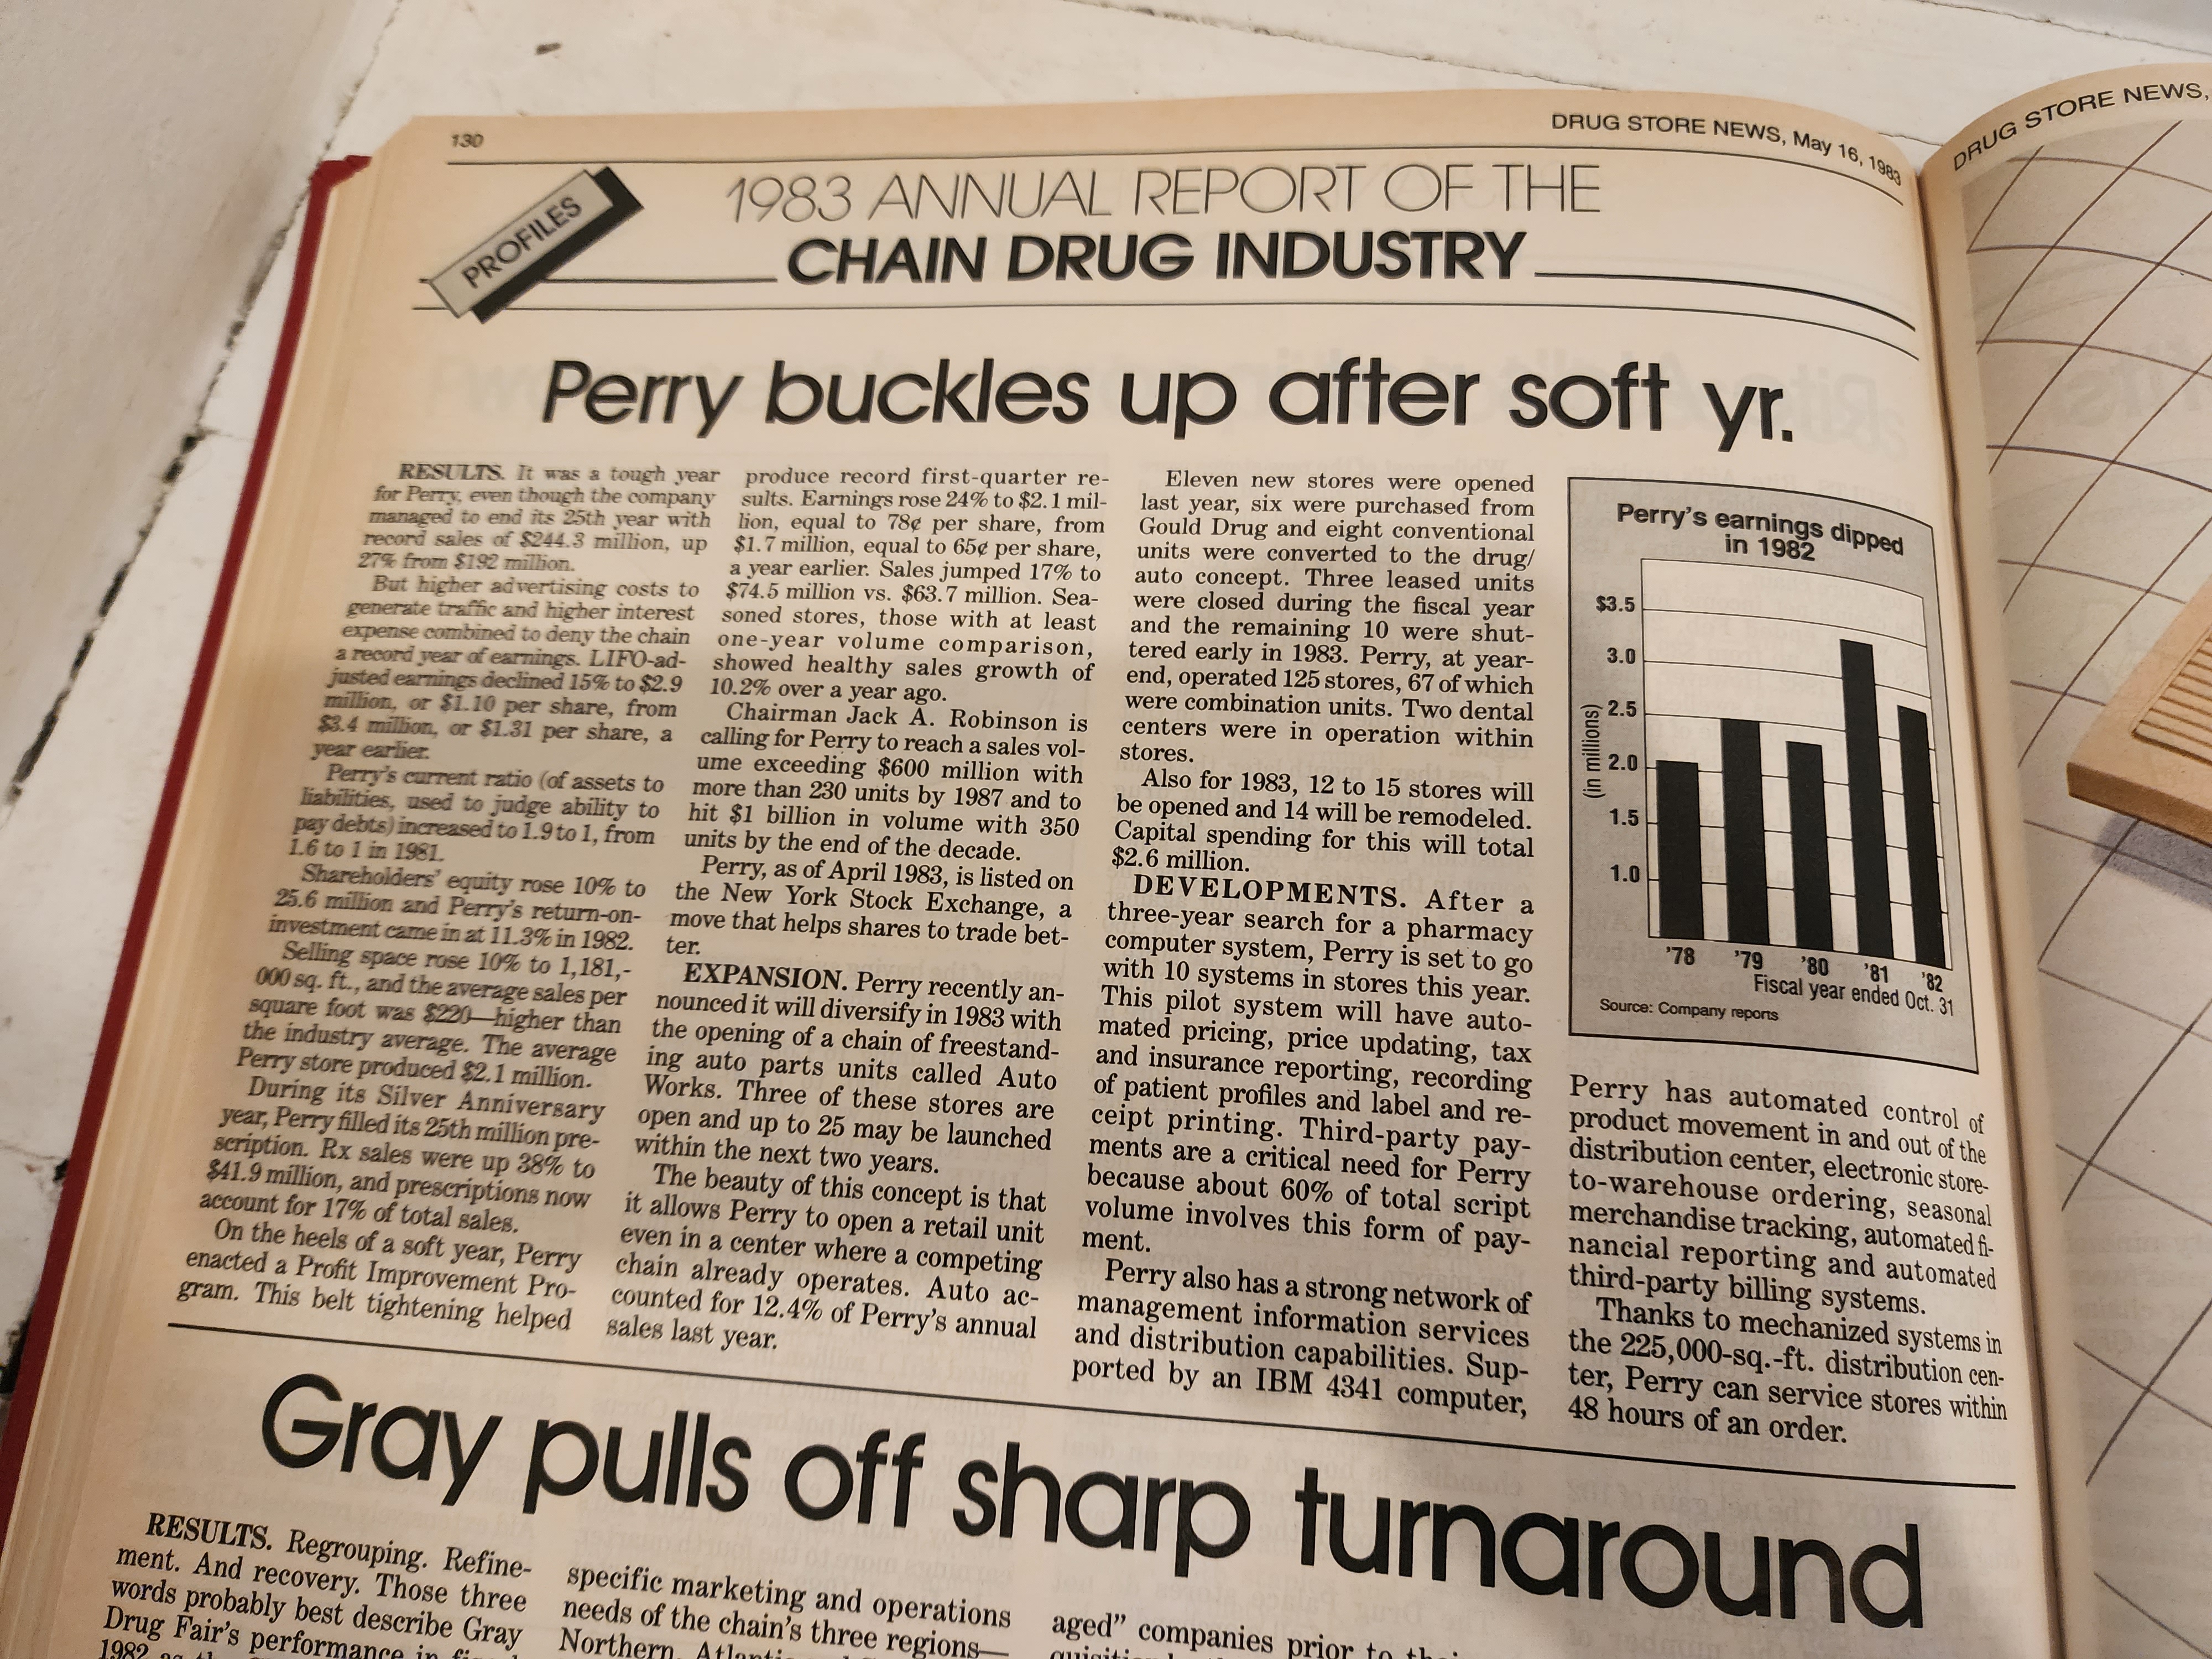 130
DRUG STORE NEWS, May 16, 1983
DRUG STORE NEWS,
PROFILES
1983 ANNUAL REPORT OF THE
CHAIN DRUG INDUSTRY
Perry buckles up after soft yr.
RESULTS. It was a tough year
for Perry, even though the company
managed to end its 25th year with
record sales of $244.3 million, up
27% from $192 million.
But higher advertising costs to
generate traffic and higher interest
expense combined to deny the chain
a record year of earnings. LIFO-ad-
justed earnings declined 15% to $2.9
million, or $1.10 per share, from
$3.4 million, or $1.31 per share, a
year earlier.
Perry's current ratio (of assets to
liabilities, used to judge ability to
pay debts) increased to 1.9 to 1, from
1.6 to 1 in 1981.
Shareholders' equity rose 10% to
25.6 million and Perry's return-on-
investment came in at 11.3% in 1982.
Selling space rose 10% to 1,181,-
000 sq. ft., and the average sales per
square foot was $220—higher than
the industry average. The average
Perry store produced $2.1 million.
During its Silver Anniversary
year, Perry filled its 25th million pre-
scription. Rx sales were up 38% to
$41.9 million, and prescriptions now
account for 17% of total sales.
On the heels of a soft year, Perry
enacted a Profit Improvement Pro-
gram. This belt tightening helped
produce record first-quarter re-
sults. Earnings rose 24% to $2.1 mil-
lion, equal to 78¢ per share, from
$1.7 million, equal to 65¢ per share,
a year earlier. Sales jumped 17% to
$74.5 million vs. $63.7 million. Sea-
soned stores, those with at least
one-year volume comparison,
showed healthy sales growth of
10.2% over a year ago.
Chairman Jack A. Robinson is
calling for Perry to reach a sales vol-
ume exceeding $600 million with
more than 230 units by 1987 and to
hit $1 billion in volume with 350
units by the end of the decade.
Perry, as of April 1983, is listed on
the New York Stock Exchange, a
move that helps shares to trade bet-
ter.
EXPANSION. Perry recently an-
nounced it will diversify in 1983 with
the opening of a chain of freestand-
ing auto parts units called Auto
Works. Three of these stores are
open and up to 25 may be launched
within the next two years.
The beauty of this concept is that
it allows Perry to open a retail unit
even in a center where a competing
chain already operates. Auto ac-
counted for 12.4% of Perry's annual
sales last year.
Eleven new stores were opened
last year, six were purchased from
Gould Drug and eight conventional
units were converted to the drug/
auto concept. Three leased units
were closed during the fiscal year
and the remaining 10 were shut-
tered early in 1983. Perry, at year-
end, operated 125 stores, 67 of which
were combination units. Two dental
centers were in operation within
stores.
Also for 1983, 12 to 15 stores will
be opened and 14 will be remodeled.
Capital spending for this will total
$2.6 million.
DEVELOPMENTS. After a
three-year search for a pharmacy
computer system, Perry is set to go
with 10 systems in stores this year.
This pilot system will have auto-
mated pricing, price updating, tax
and insurance reporting, recording
of patient profiles and label and re-
ceipt printing. Third-party pay-
ments are a critical need for Perry
because about 60% of total script
volume involves this form of pay-
ment.
Perry also has a strong network of
management information services
and distribution capabilities. Sup-
ported by an IBM 4341 computer,
Perry's earnings dipped
in 1982
$3.5
3.0
2.5
2.0
1.5
1.0
(in millions)
'78 '79 '80 '81 '82
Fiscal year ended Oct. 31
Source: Company reports
Perry has automated control of
product movement in and out of the
distribution center, electronic store-
to-warehouse ordering, seasonal
merchandise tracking, automated fi-
nancial reporting and automated
third-party billing systems.
Thanks to mechanized systems in
the 225,000-sq.-ft. distribution cen-
ter, Perry can service stores within
48 hours of an order.
Gray pulls off sharp turnaround
RESULTS. Regrouping. Refine-
ment. And recovery. Those three
words probably best describe Gray
Drug Fair's performance in
1982
specific marketing and operations
needs of the chain's three regions—
Northern,
aged" companies prior to